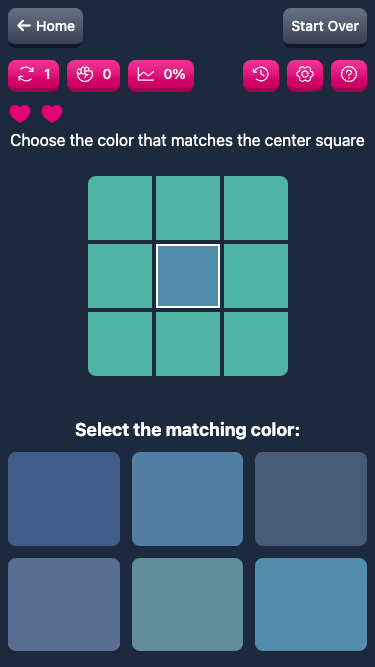 Home
Start Over
1
0
0%
Choose the color that matches the center square
Select the matching color: